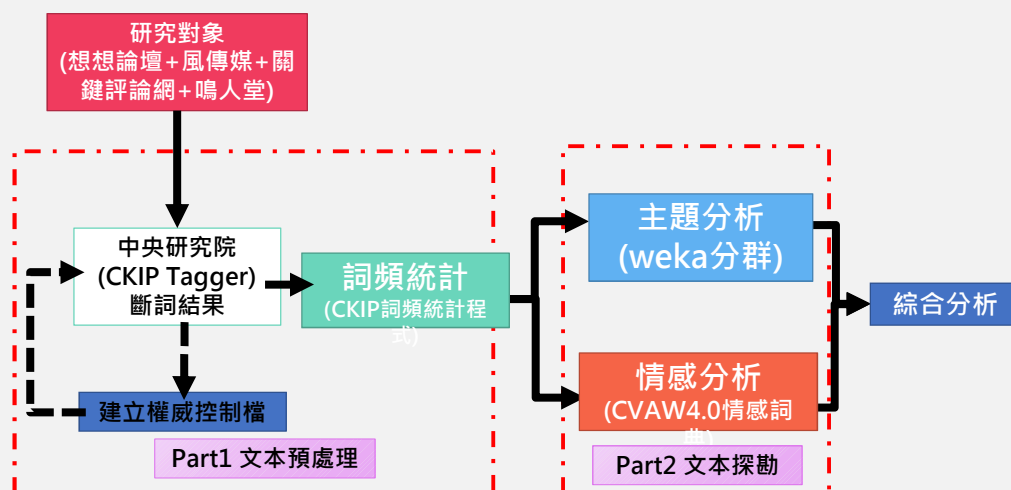 研究對象
(想想論壇+風傳媒+關
鍵評論網+鳴人堂)
中央研究院
(CKIP Tagger)
斷詞結果
詞頻統計
(CKIP詞頻統計程
式)
建立權威控制檔
Part1 文本預處理
主題分析
(weka分群)
情感分析
(CVAW4.0情感詞
典)
Part2 文本探勘
綜合分析